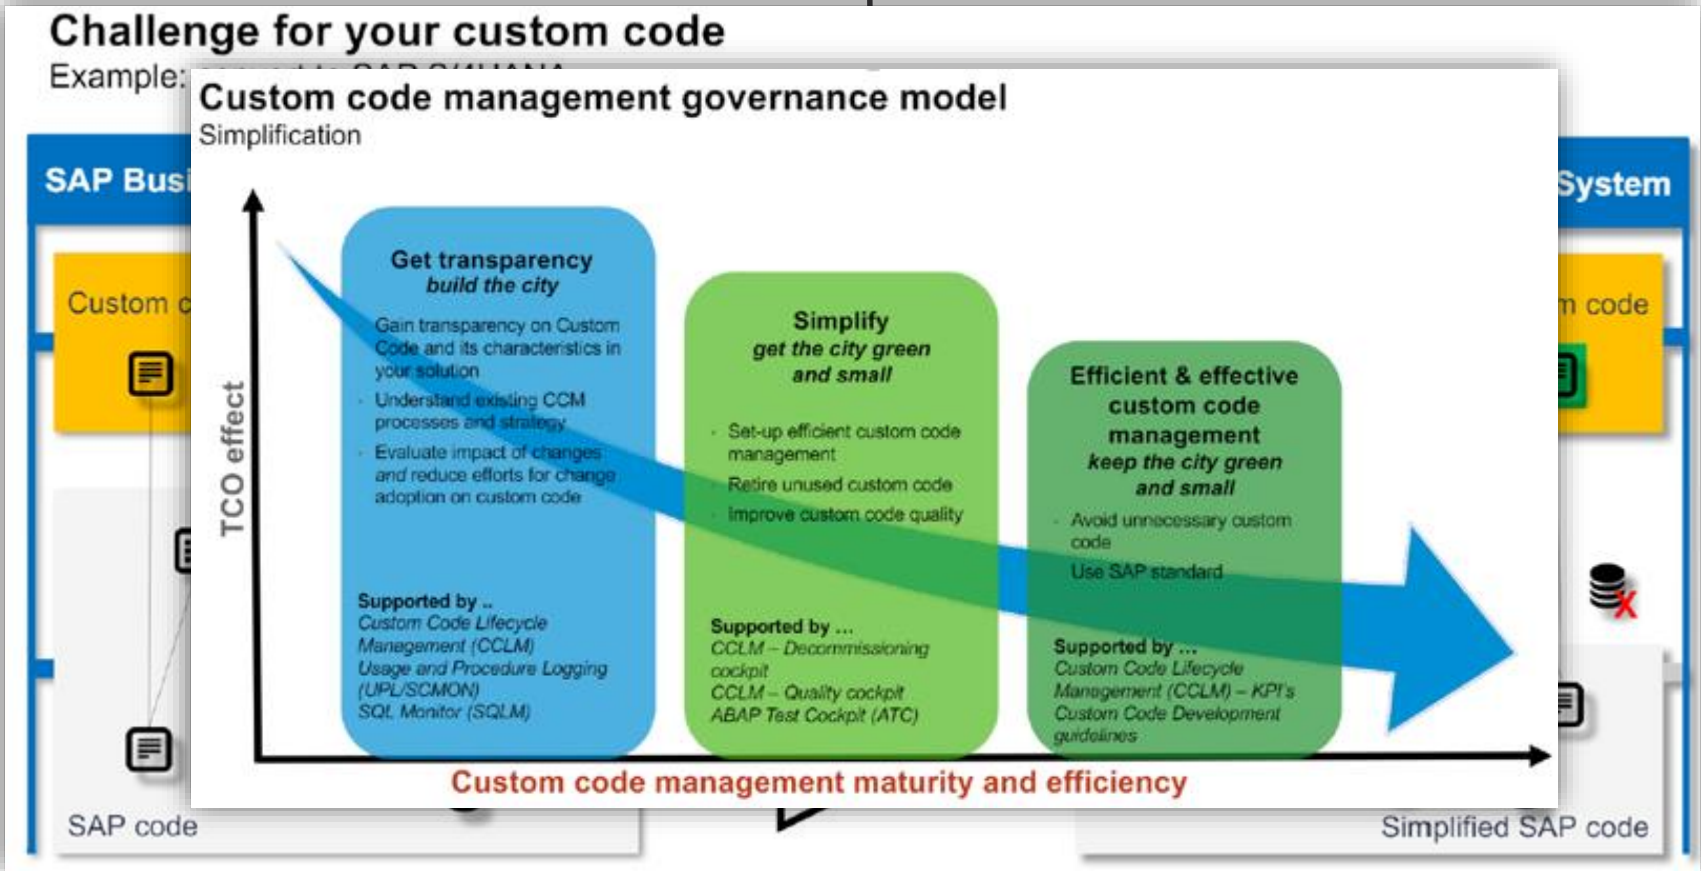 Challenge for your custom code
Example:
Custom code management governance model
Simplification
SAP Busi
System
Custom c
m code
TCO effect
Get transparency
build the city
Gain transparency on Custom
Code and its characteristics in
your solution
Understand existing CCM
processes and strategy
Evaluate impact of changes
and reduce efforts for change
adoption on custom code
Supported by ..
Custom Code Lifecycle
Management (CCLM)
Usage and Procedure Logging
(UPL/SCMON)
SQL Monitor (SQLM)
Simplify
get the city green
and small
Set-up efficient custom code
management
Retire unused custom code
Improve custom code quality
Supported by ...
CCLM – Decommissioning
cockpit
CCLM – Quality cockpit
ABAP Test Cockpit (ATC)
Efficient & effective
custom code
management
keep the city green
and small
Avoid unnecessary custom
code
Use SAP standard
Supported by ...
Custom Code Lifecycle
Management (CCLM) – KPI's
Custom Code Development
guidelines
Custom code management maturity and efficiency
SAP code
Simplified SAP code